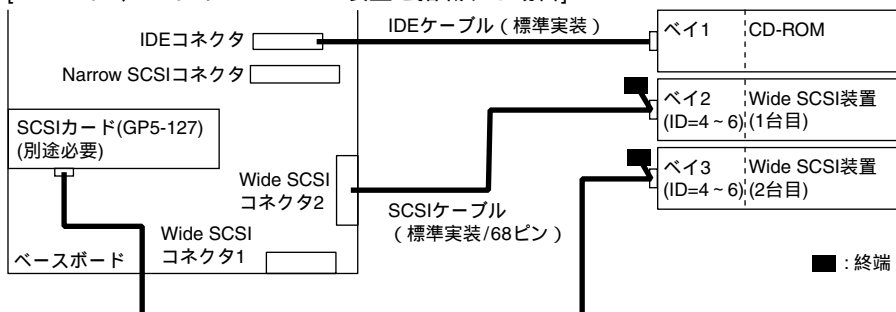 IDEコネクタ
IDEケーブル（標準実装）
ベイ1
CD-ROM
Narrow SCSIコネクタ
SCSIカード(GP5-127)
(別途必要)
ベイ2
(ID=4～6)
Wide SCSI装置
(1台目)
ベイ3
(ID=4～6)
Wide SCSI装置
(2台目)
Wide SCSI
コネクタ2
SCSIケーブル
（標準実装/68ピン）
Wide SCSI
コネクタ1
ベースボード
：終端